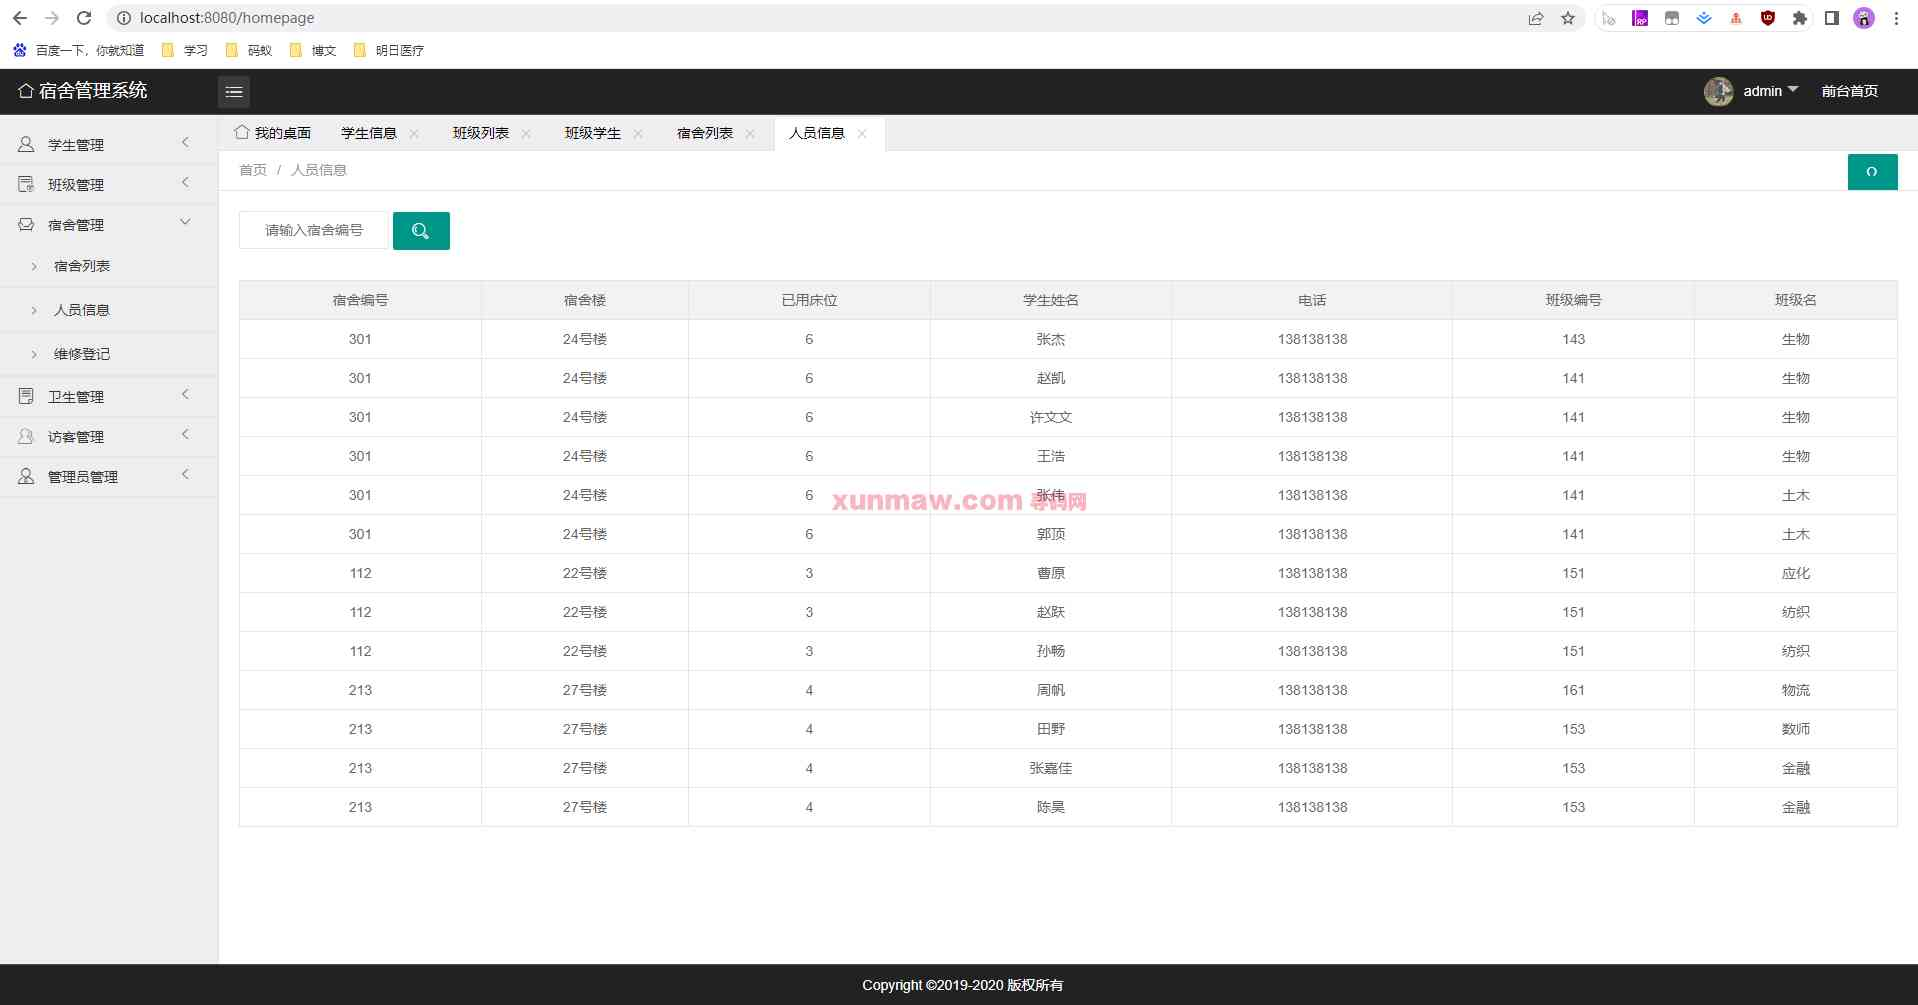 localhost:8080/homepage
百度一下，你就知道 学习 码蚁 博文 明日医疗
宿舍管理系统 admin 前台首页
我的桌面 学生信息 班级列表 班级学生 宿舍列表 人员信息
首页 / 人员信息
学生管理
班级管理
宿舍管理
宿舍列表
人员信息
维修登记
卫生管理
访客管理
管理员管理
请输入宿舍编号
宿舍编号 宿舍楼 已用床位 学生姓名 电话 班级编号 班级名
301 24号楼 6 张杰 138138138 143 生物
301 24号楼 6 赵凯 138138138 141 生物
301 24号楼 6 许文文 138138138 141 生物
301 24号楼 6 王浩 138138138 141 生物
301 24号楼 6 张伟 138138138 141 土木
xunmaw.com 寻码网
301 24号楼 6 郭顶 138138138 141 土木
112 22号楼 3 曹原 138138138 151 应化
112 22号楼 3 赵跃 138138138 151 纺织
112 22号楼 3 孙畅 138138138 151 纺织
213 27号楼 4 周帆 138138138 161 物流
213 27号楼 4 田野 138138138 153 数师
213 27号楼 4 张嘉佳 138138138 153 金融
213 27号楼 4 陈昊 138138138 153 金融
Copyright ©2019-2020 版权所有